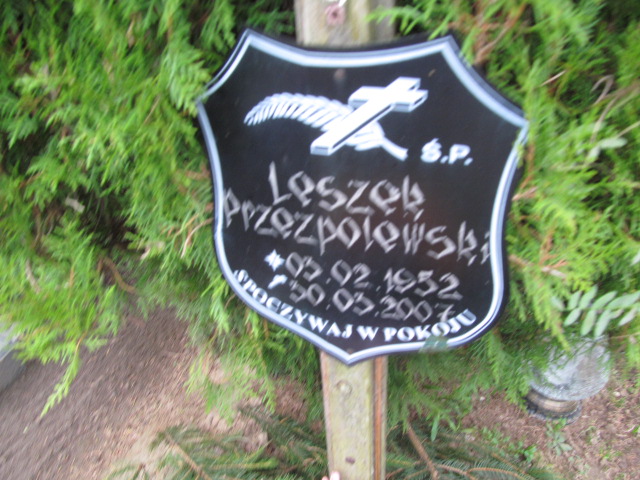 Ś.P.
Leszek
Przezpolewski
*03.02.1952
†30.03.2007
SPOCZYWAJ W POKOJU